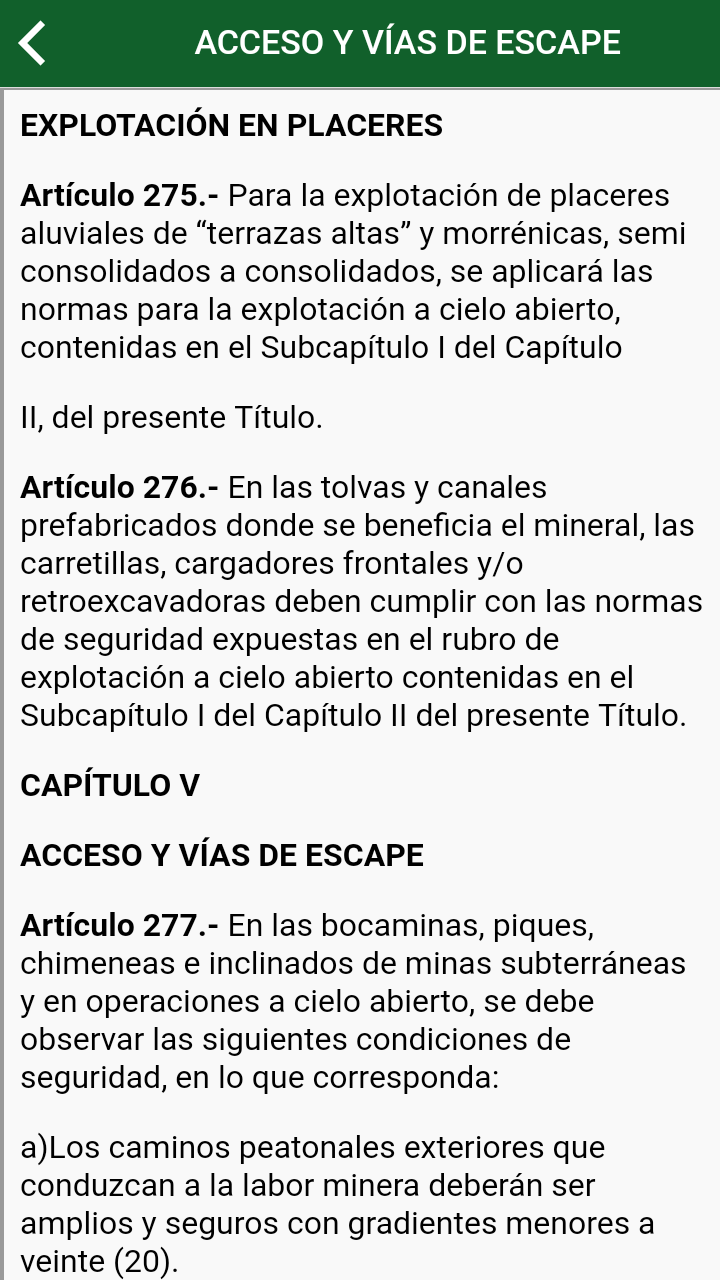 ACCESO Y VÍAS DE ESCAPE
EXPLOTACIÓN EN PLACERES
Artículo 275.- Para la explotación de placeres
aluviales de “terrazas altas” y morrénicas, semi
consolidados a consolidados, se aplicará las
normas para la explotación a cielo abierto,
contenidas en el Subcapítulo I del Capítulo
II, del presente Título.
Artículo 276.- En las tolvas y canales
prefabricados donde se beneficia el mineral, las
carretillas, cargadores frontales y/o
retroexcavadoras deben cumplir con las normas
de seguridad expuestas en el rubro de
explotación a cielo abierto contenidas en el
Subcapítulo I del Capítulo II del presente Título.
CAPÍTULO V
ACCESO Y VÍAS DE ESCAPE
Artículo 277.- En las bocaminas, piques,
chimeneas e inclinados de minas subterráneas
y en operaciones a cielo abierto, se debe
observar las siguientes condiciones de
seguridad, en lo que corresponda:
a)Los caminos peatonales exteriores que
conduzcan a la labor minera deberán ser
amplios y seguros con gradientes menores a
veinte (20).